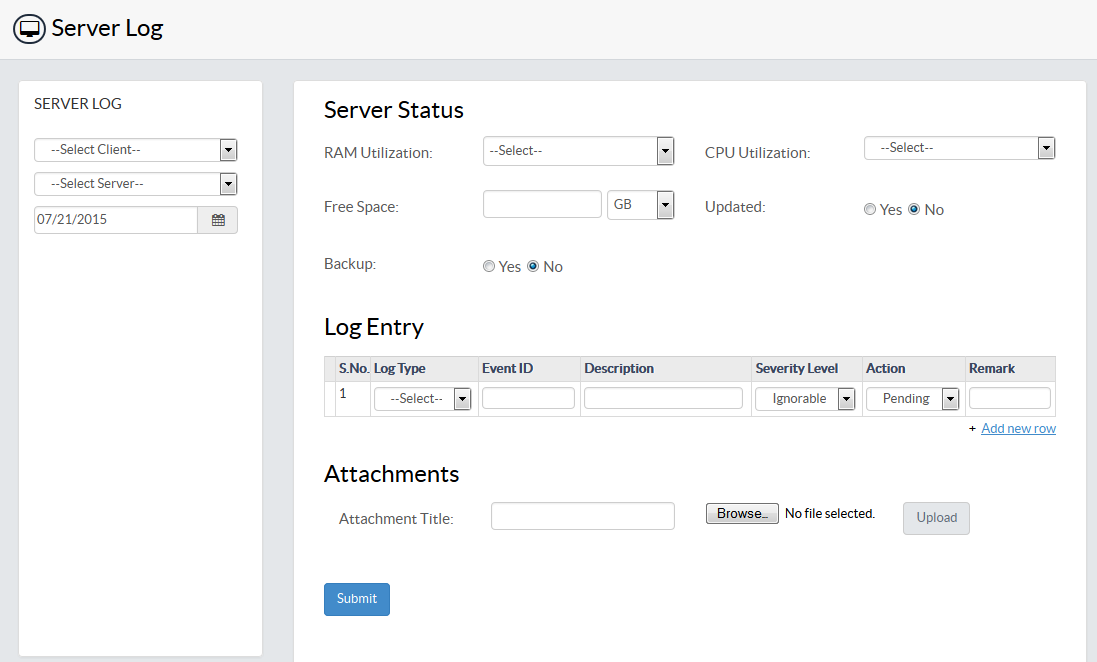 Server Log
SERVER LOG
--Select Client--
--Select Server--
07/21/2015
Server Status
RAM Utilization: --Select-- CPU Utilization: --Select--
Free Space: GB Updated: Yes No
Backup: Yes No
Log Entry
S.No. Log Type Event ID Description Severity Level Action Remark
1 --Select-- Ignorable Pending
+ Add new row
Attachments
Attachment Title: Browse... No file selected. Upload
Submit